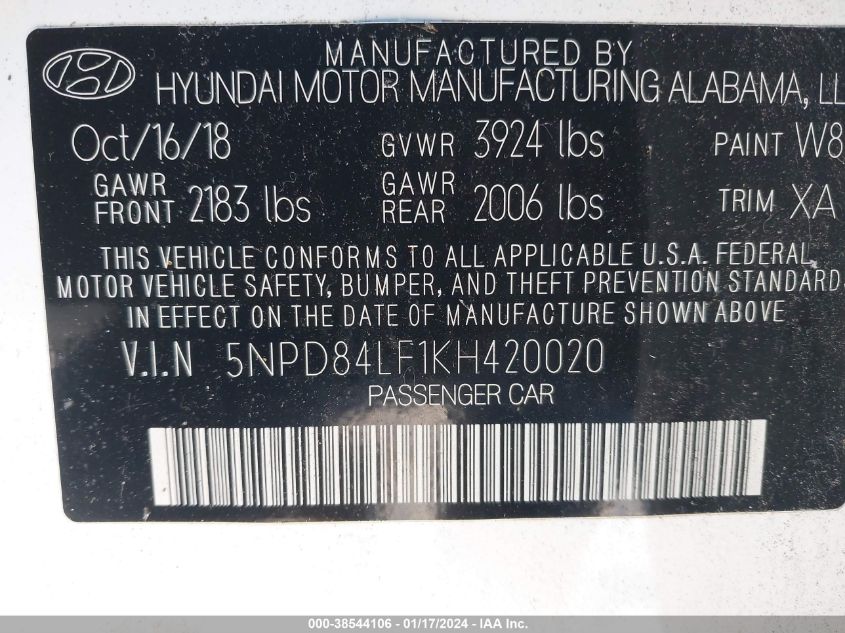 MANUFACTURED BY
HYUNDAI MOTOR MANUFACTURING ALABAMA, LL
Oct/16/18 GVWR 3924 lbs PAINT W8
GAWR FRONT 2183 lbs GAWR REAR 2006 lbs TRIM XA
THIS VEHICLE CONFORMS TO ALL APPLICABLE U.S.A. FEDERAL
MOTOR VEHICLE SAFETY, BUMPER, AND THEFT PREVENTION STANDARDS
IN EFFECT ON THE DATE OF MANUFACTURE SHOWN ABOVE
V.I.N 5NPD84LF1KH420020
PASSENGER CAR
000-38544106 - 01/17/2024 - IAA Inc.